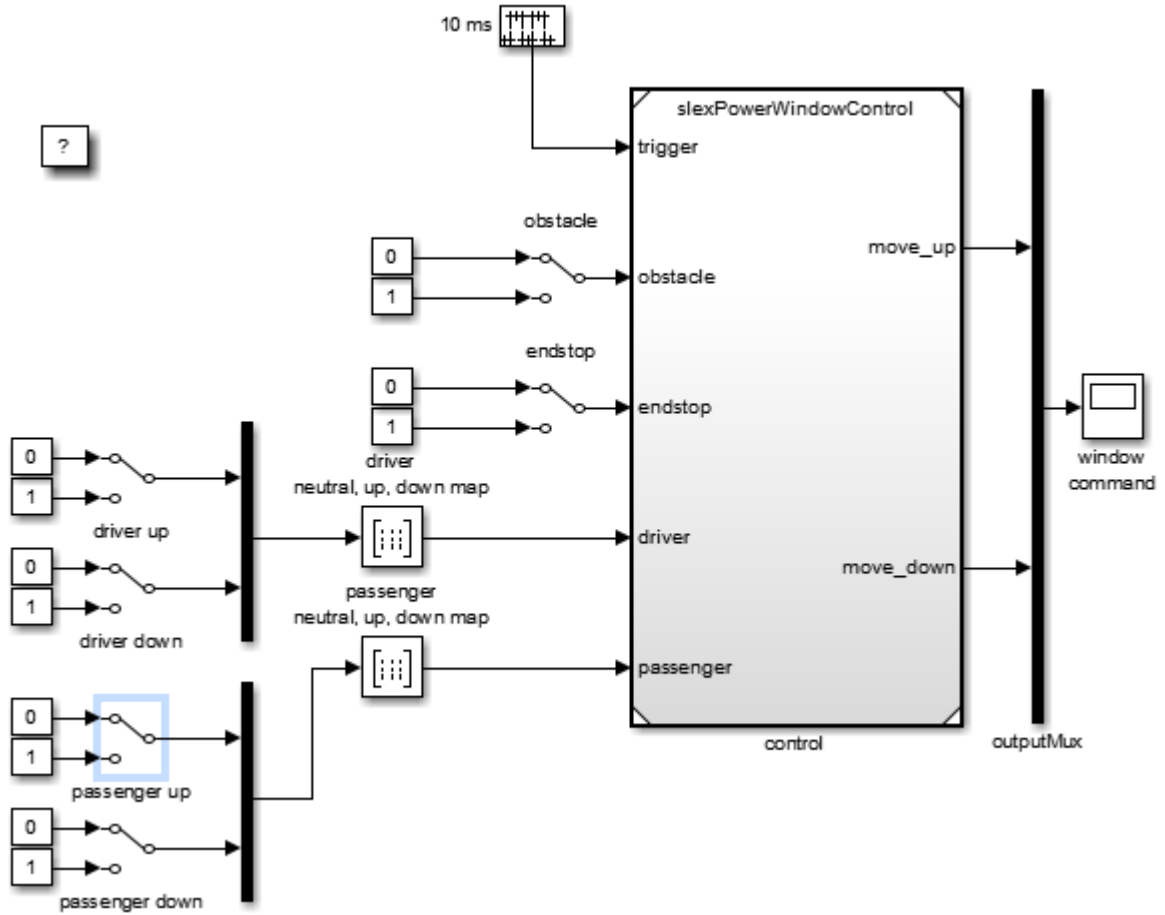 10 ms
slexPowerWindowControl
trigger
?
obstacle
0
1
obstacle
move_up
endstop
0
1
endstop
driver
neutral, up, down map
window
command
0
1
driver up
driver
0
1
driver down
passenger
neutral, up, down map
move_down
passenger
0
1
passenger up
control
outputMux
0
1
passenger down